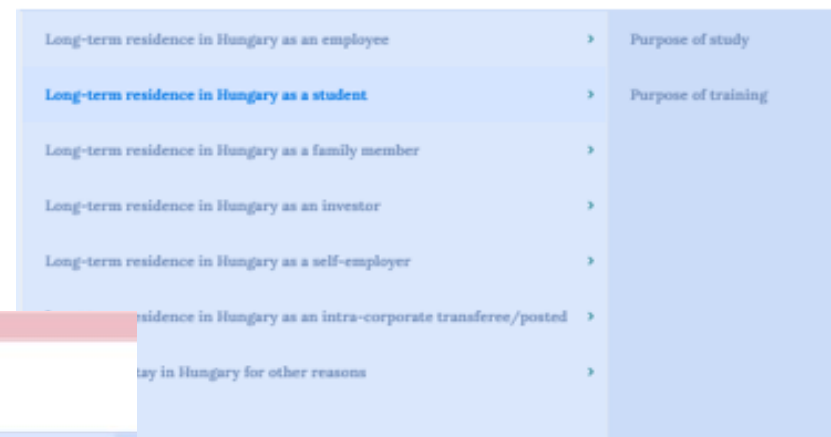 Long-term residence in Hungary as an employee
Long-term residence in Hungary as a student
Long-term residence in Hungary as a family member
Long-term residence in Hungary as an investor
Long-term residence in Hungary as a self-employer
esidence in Hungary as an intra-corporate transferee/posted
tay in Hungary for other reasons
Purpose of study
Purpose of training